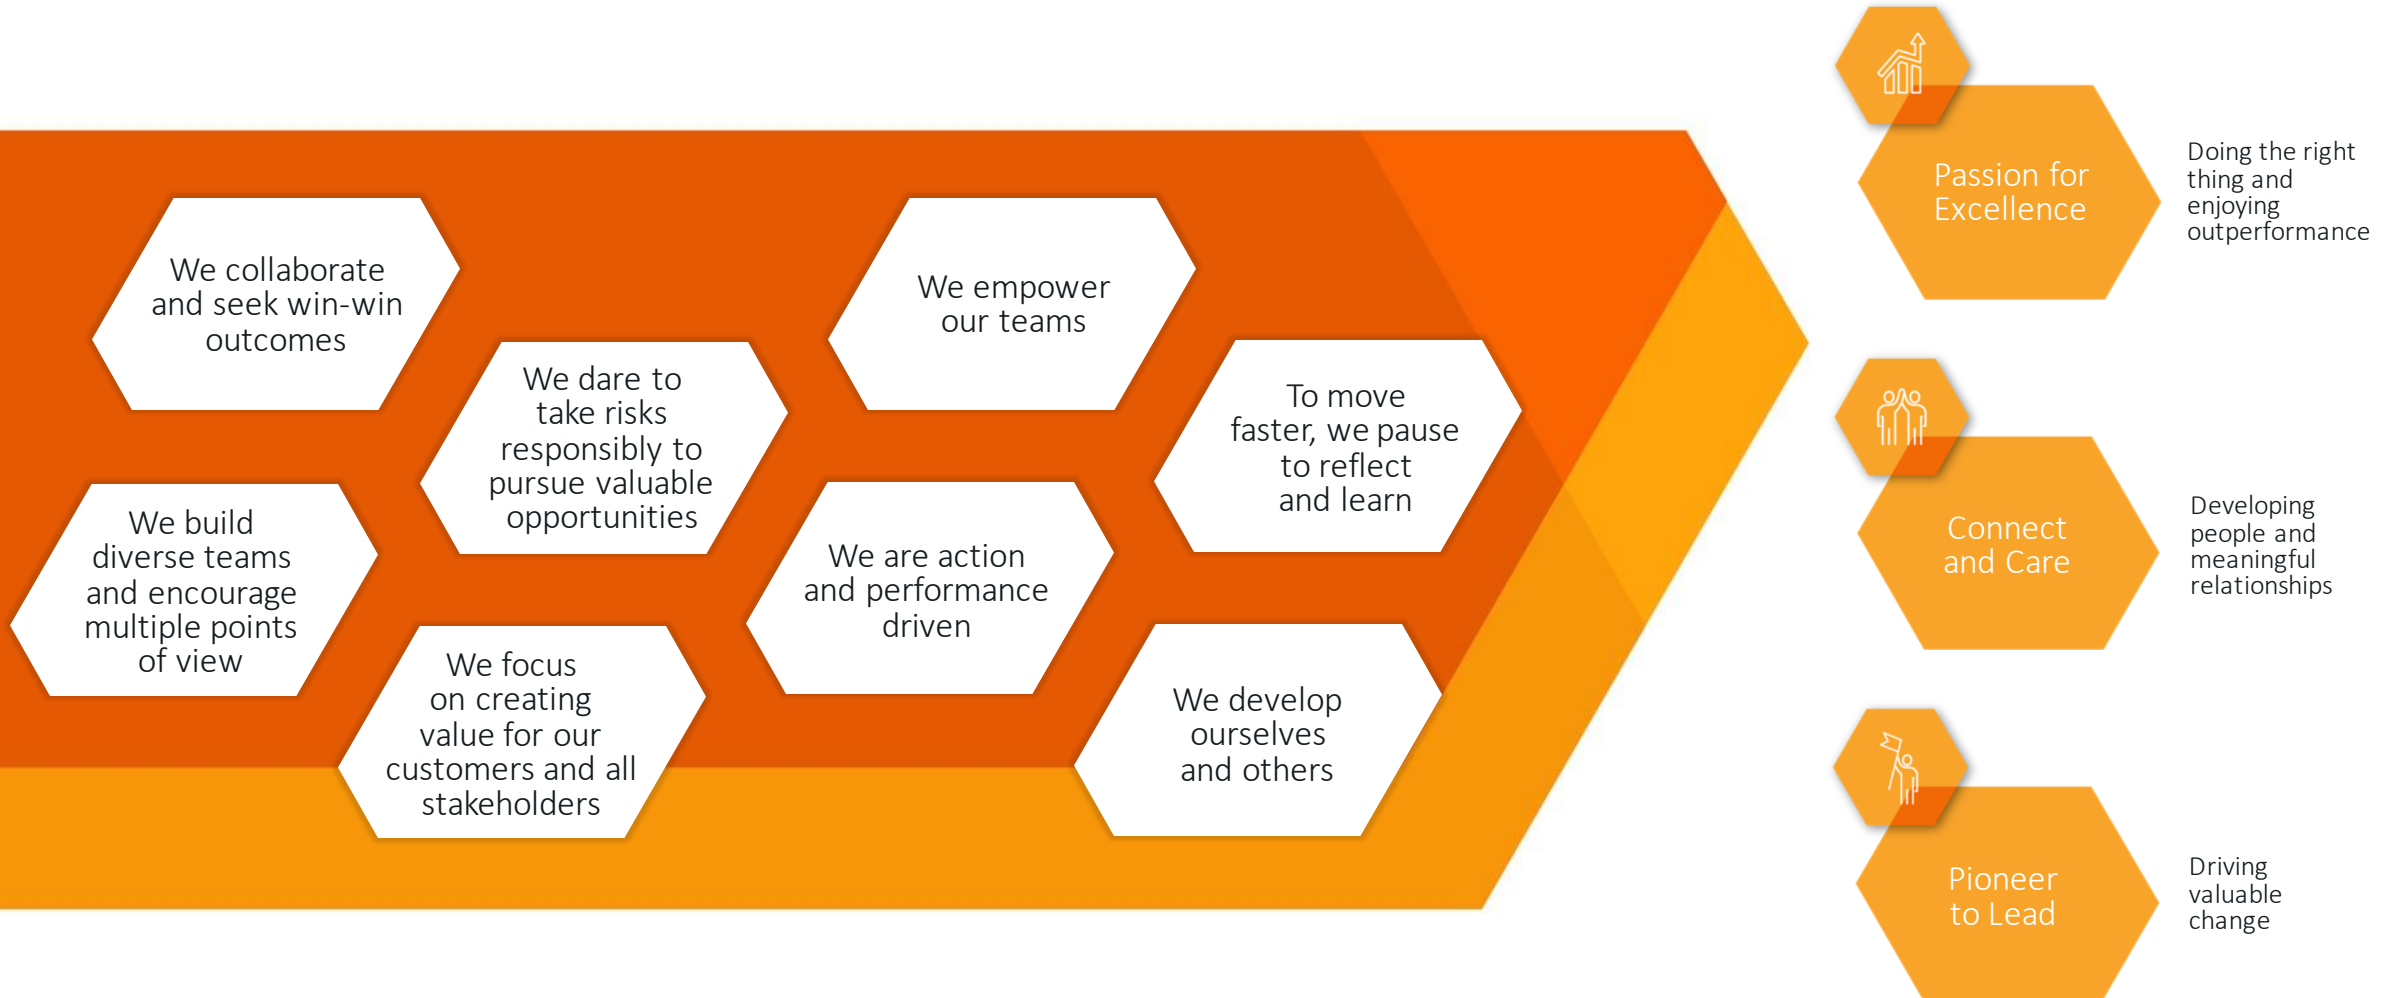 We collaborate
and seek win-win
outcomes
We build
diverse teams
and encourage
multiple points
of view
We dare to
take risks
responsibly to
pursue valuable
opportunities
We focus
on creating
value for our
customers and all
stakeholders
We empower
our teams
We are action
and performance
driven
To move
faster, we pause
to reflect
and learn
We develop
ourselves
and others
Passion for
Excellence
Doing the right
thing and
enjoying
outperformance
Connect
and Care
Developing
people and
meaningful
relationships
Pioneer
to Lead
Driving
valuable
change